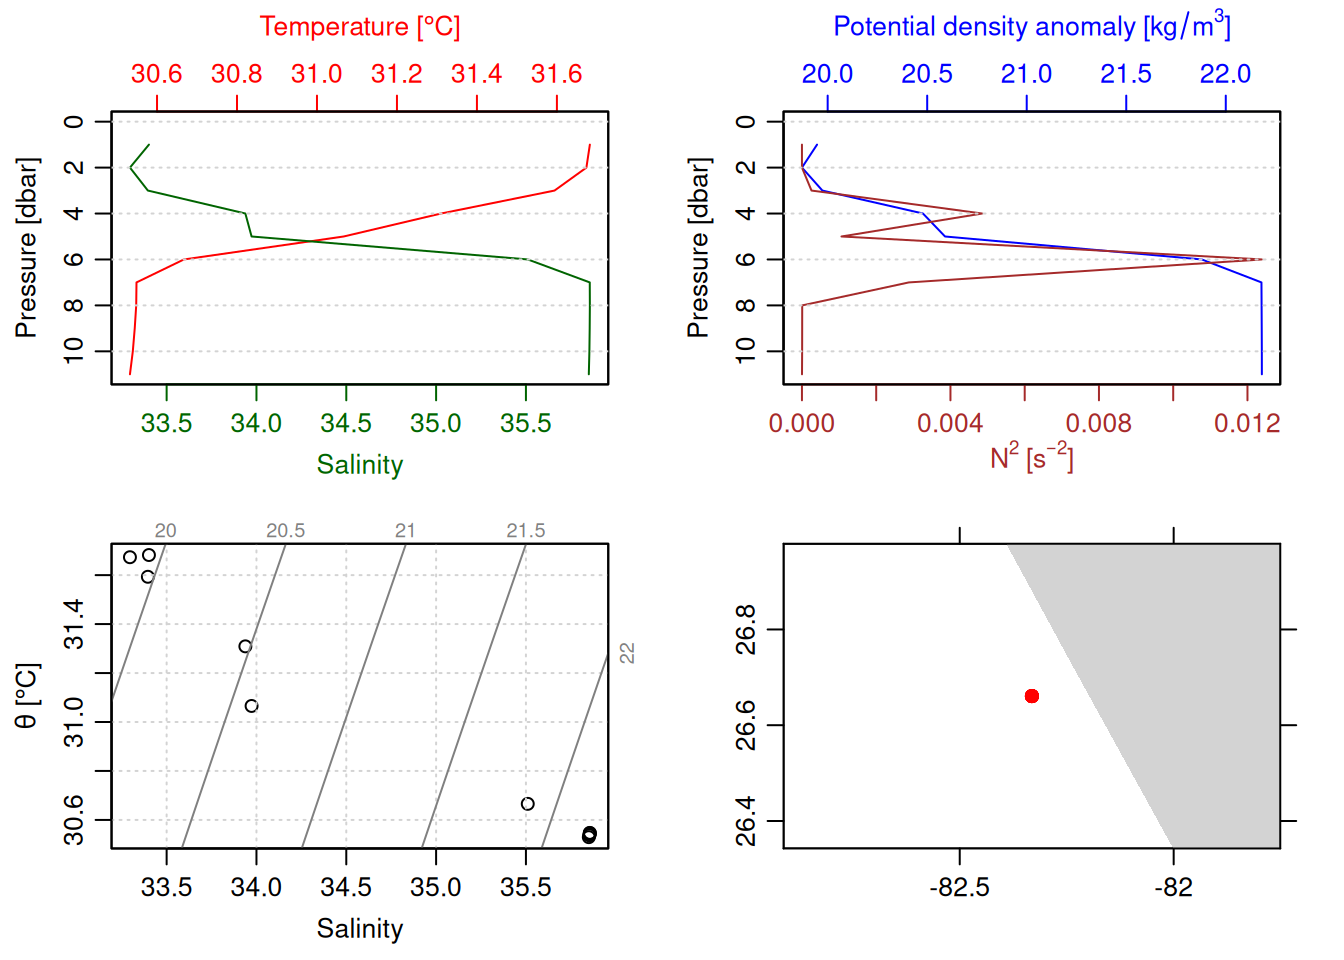 Temperature [°C]
30.6 30.8 31.0 31.2 31.4 31.6
Pressure [dbar]
0
2
4
6
8
10
33.5 34.0 34.5 35.0 35.5
Salinity
Potential density anomaly [kg/m³]
20.0 20.5 21.0 21.5 22.0
Pressure [dbar]
0
2
4
6
8
10
0.000 0.004 0.008 0.012
N² [s⁻²]
20 20.5 21 21.5
22
θ [°C]
31.4
31.0
30.6
33.5 34.0 34.5 35.0 35.5
Salinity
26.8
26.6
26.4
-82.5 -82